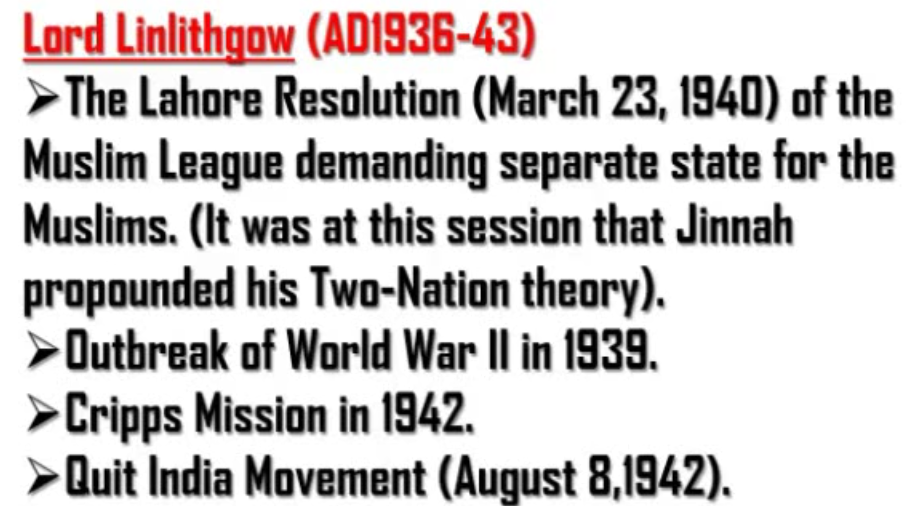 Lord Linlithgow (AD1936-43)
➢The Lahore Resolution (March 23, 1940) of the
Muslim League demanding separate state for the
Muslims. (It was at this session that Jinnah
propounded his Two-Nation theory).
➢Outbreak of World War II in 1939.
➢Cripps Mission in 1942.
➢Quit India Movement (August 8,1942).